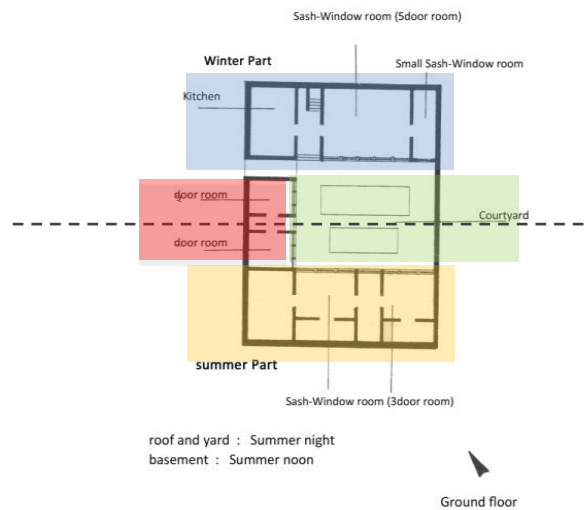 Sash-Window room (5door room)
Winter Part
Small Sash-Window room
Kitchen
door room
Courtyard
door room
summer Part
Sash-Window room (3door room)
roof and yard : Summer night
basement : Summer noon
Ground floor